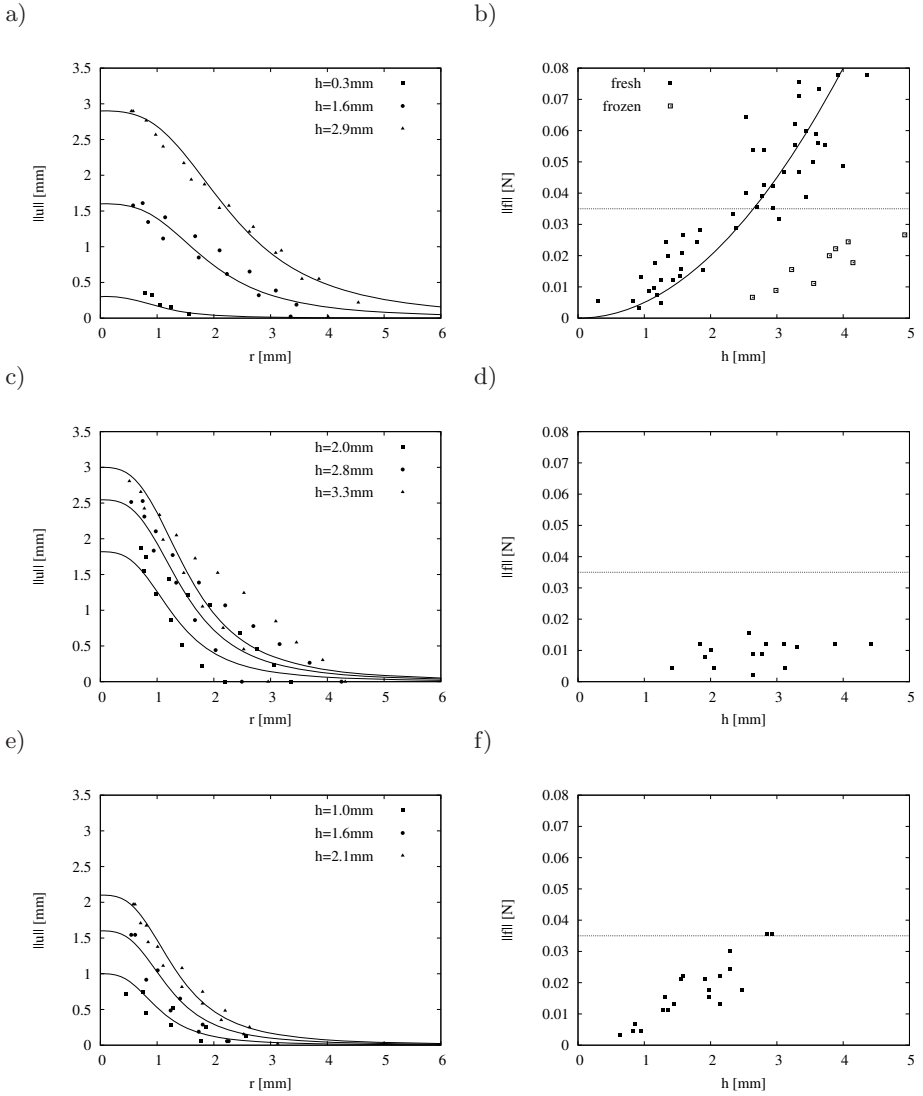 a)
3.5
3
2.5
2
1.5
1
0.5
0
0 1 2 3 4 5 6
||u|| [mm]
r [mm]
h=0.3mm
h=1.6mm
h=2.9mm
b)
0.08
0.07
0.06
0.05
0.04
0.03
0.02
0.01
0
0 1 2 3 4 5
||f|| [N]
h [mm]
fresh
frozen
c)
3.5
3
2.5
2
1.5
1
0.5
0
0 1 2 3 4 5 6
||u|| [mm]
r [mm]
h=2.0mm
h=2.8mm
h=3.3mm
d)
0.08
0.07
0.06
0.05
0.04
0.03
0.02
0.01
0
0 1 2 3 4 5
||f|| [N]
h [mm]
e)
3.5
3
2.5
2
1.5
1
0.5
0
0 1 2 3 4 5 6
||u|| [mm]
r [mm]
h=1.0mm
h=1.6mm
h=2.1mm
f)
0.08
0.07
0.06
0.05
0.04
0.03
0.02
0.01
0
0 1 2 3 4 5
||f|| [N]
h [mm]